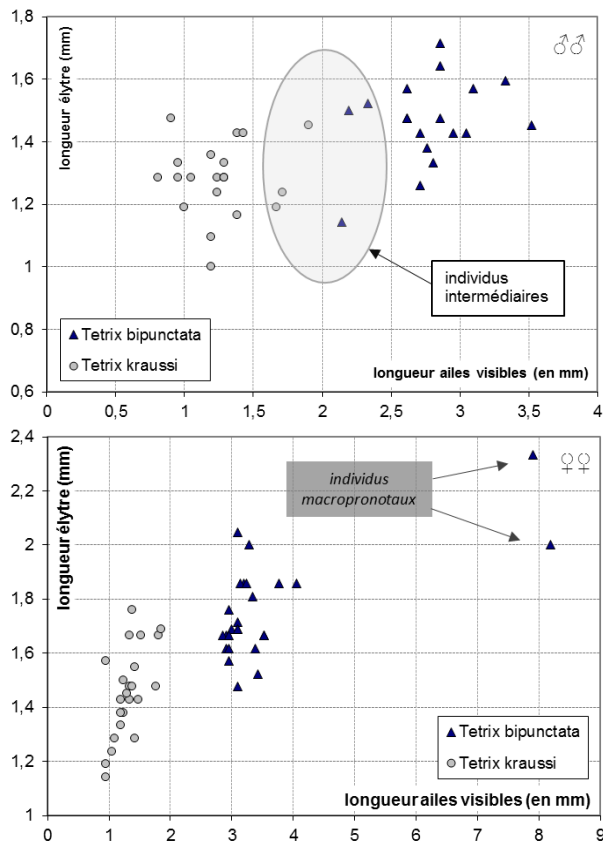 1,8
1,6
1,4
1,2
1
0,8
0,6
longueur élytre (mm)
♂♂
individus
intermédiaires
Tetrix bipunctata
Tetrix kraussi
longueur ailes visibles (en mm)
0 0,5 1 1,5 2 2,5 3 3,5 4
2,4
2,2
2
1,8
1,6
1,4
1,2
1
longueur élytre (mm)
♀♀
individus
macropronotaux
Tetrix bipunctata
Tetrix kraussi
longueur ailes visibles (en mm)
0 1 2 3 4 5 6 7 8 9